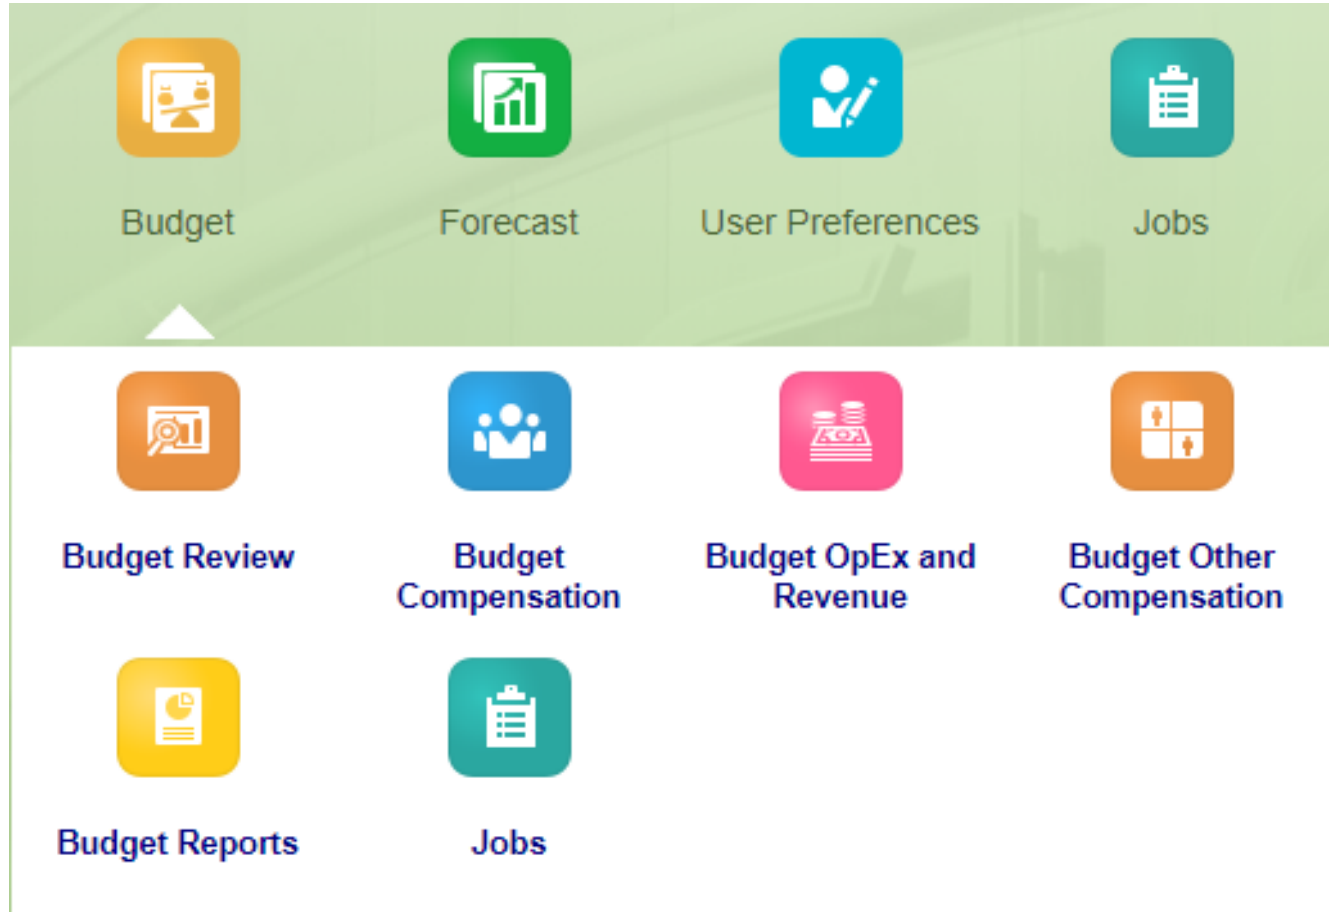 Budget
Forecast
User Preferences
Jobs
Budget Review
Budget
Compensation
Budget OpEx and
Revenue
Budget Other
Compensation
Budget Reports
Jobs